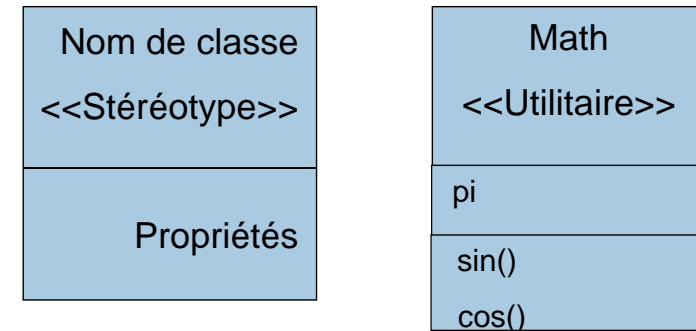 Nom de classe
<<Stéréotype>>
Propriétés
Math
<<Utilitaire>>
pi
sin()
cos()